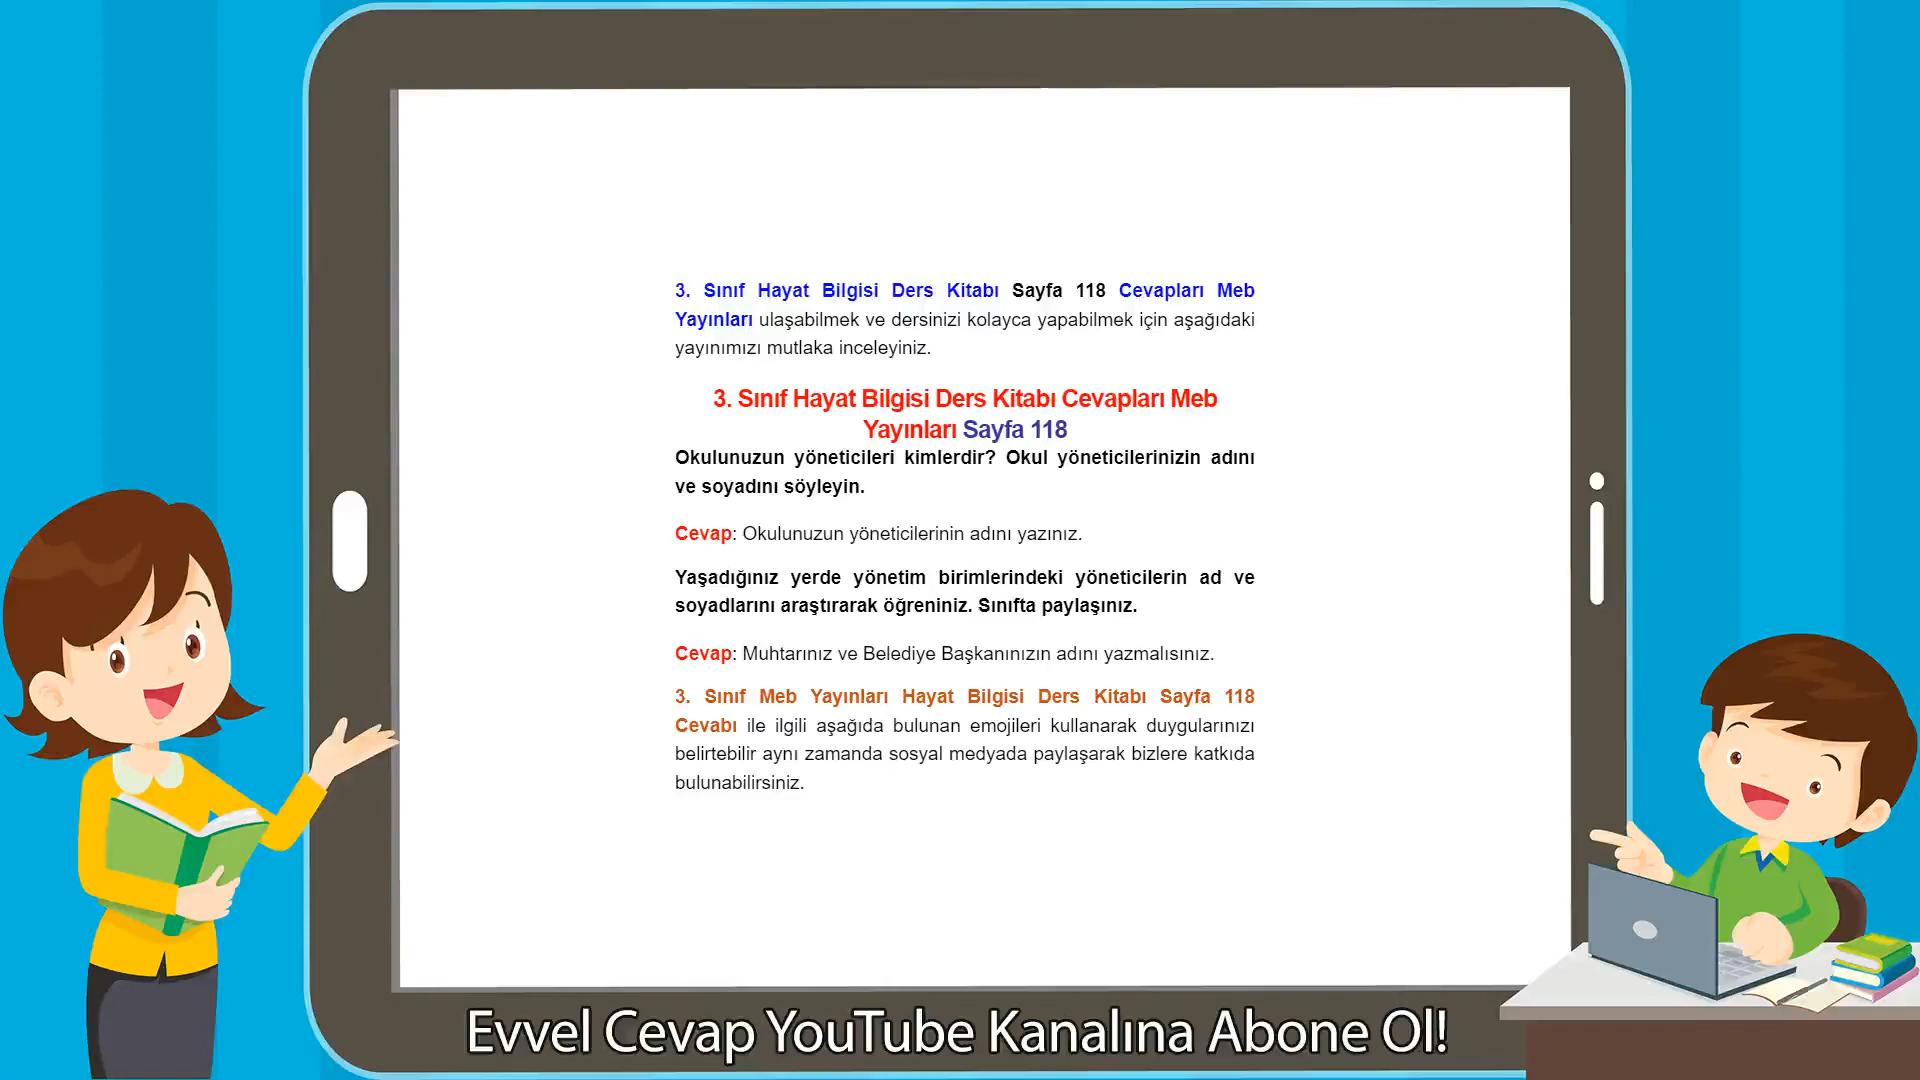 3. Sınıf Hayat Bilgisi Ders Kitabı Sayfa 118 Cevapları Meb
Yayınları ulaşabilmek ve dersinizi kolayca yapabilmek için aşağıdaki
yayınımızı mutlaka inceleyiniz.
3. Sınıf Hayat Bilgisi Ders Kitabı Cevapları Meb
Yayınları Sayfa 118
Okulunuzun yöneticileri kimlerdir? Okul yöneticilerinizin adını
ve soyadını söyleyin.
Cevap: Okulunuzun yöneticilerinin adını yazınız.
Yaşadığınız yerde yönetim birimlerindeki yöneticilerin ad ve
soyadlarını araştırarak öğreniniz. Sınıfta paylaşınız.
Cevap: Muhtarınız ve Belediye Başkanınızın adını yazmalısınız.
3. Sınıf Meb Yayınları Hayat Bilgisi Ders Kitabı Sayfa 118
Cevabı ile ilgili aşağıda bulunan emojileri kullanarak duygularınızı
belirtebilir aynı zamanda sosyal medyada paylaşarak bizlere katkıda
bulunabilirsiniz.
Evvel Cevap YouTube Kanalına Abone Ol!